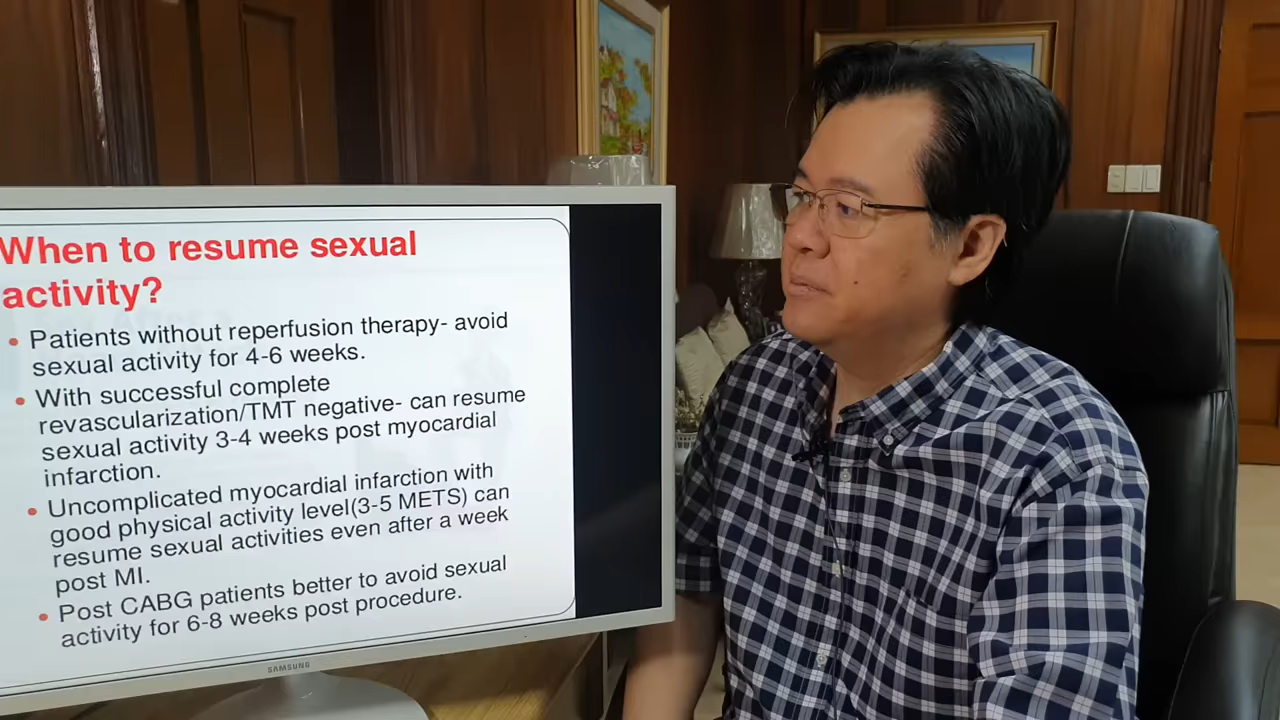 When to resume sexual
activity?
Patients without reperfusion therapy- avoid
sexual activity for 4-6 weeks.
With successful complete
revascularization/TMT negative- can resume
sexual activity 3-4 weeks post myocardial
infarction.
Uncomplicated myocardial infarction with
good physical activity level(3-5 METS) can
resume sexual activities even after a week
post MI.
Post CABG patients better to avoid sexual
activity for 6-8 weeks post procedure.
SAMSUNG